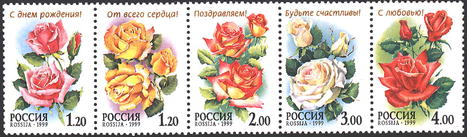 С днем рождения!
РОССИЯ
ROSSIJA · 1999
1.20
От всего сердца!
РОССИЯ
ROSSIJA · 1999
1.20
Поздравляем!
РОССИЯ
ROSSIJA · 1999
2.00
Будьте счастливы!
РОССИЯ
ROSSIJA · 1999
3.00
С любовью!
РОССИЯ
ROSSIJA · 1999
4.00